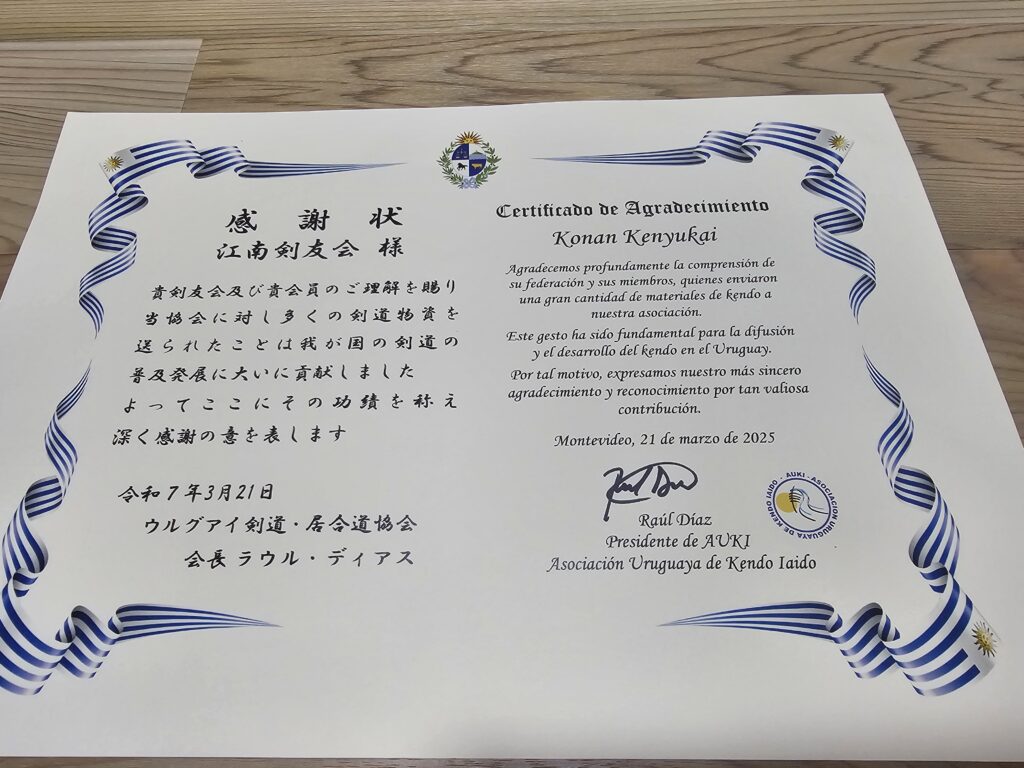 感謝状
江南剣友会 様
貴剣友会及び貴会員のご理解を賜り
当協会に対し多くの剣道物資を
送られたことは我が国の剣道の
普及発展に大いに貢献しました
よってここにその功績を称え
深く感謝の意を表します
令和7年3月21日
ウルグアイ剣道・居合道協会
会長 ラウル・ディアス
Certificado de Agradecimiento
Konan Kenyukai
Agradecemos profundamente la comprensión de
su federación y sus miembros, quienes enviaron
una gran cantidad de materiales de kendo a
nuestra asociación.
Este gesto ha sido fundamental para la difusión
y el desarrollo del kendo en el Uruguay.
Por tal motivo, expresamos nuestro más sincero
agradecimiento y reconocimiento por tan valiosa
contribución.
Montevideo, 21 de marzo de 2025
Raúl Díaz
Presidente de AUKI
Asociación Uruguaya de Kendo Iaido
AUKI - ASOCIACION URUGUAYA DE KENDO IAIDO -